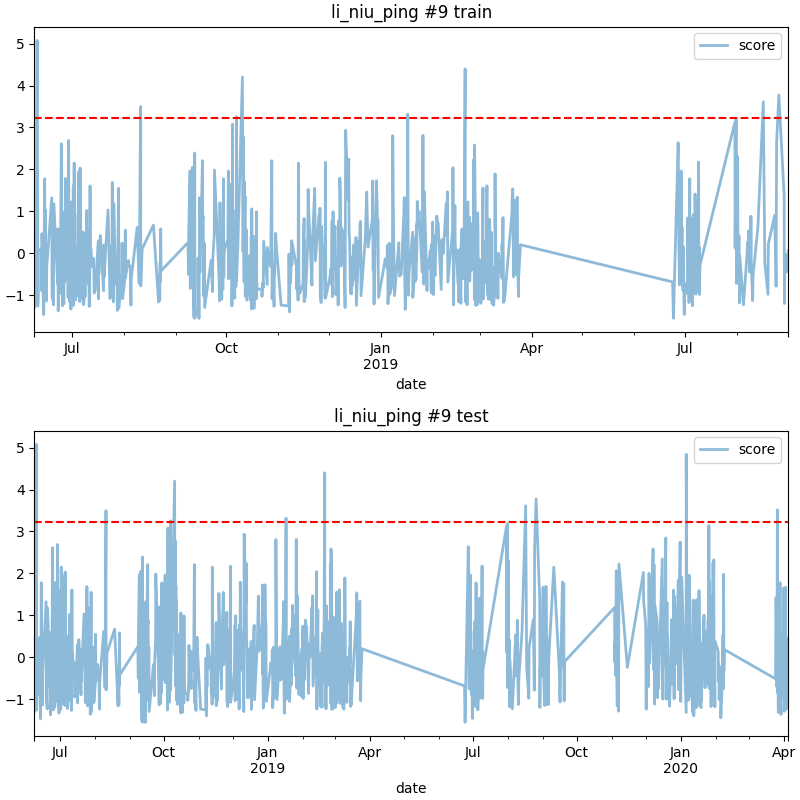 li_niu_ping #9 train
score
5
4
3
2
1
0
−1
Jul
Oct
Jan
2019
Apr
Jul
date
li_niu_ping #9 test
score
5
4
3
2
1
0
−1
Jul
Oct
Jan
2019
Apr
Jul
Oct
Jan
2020
Apr
date